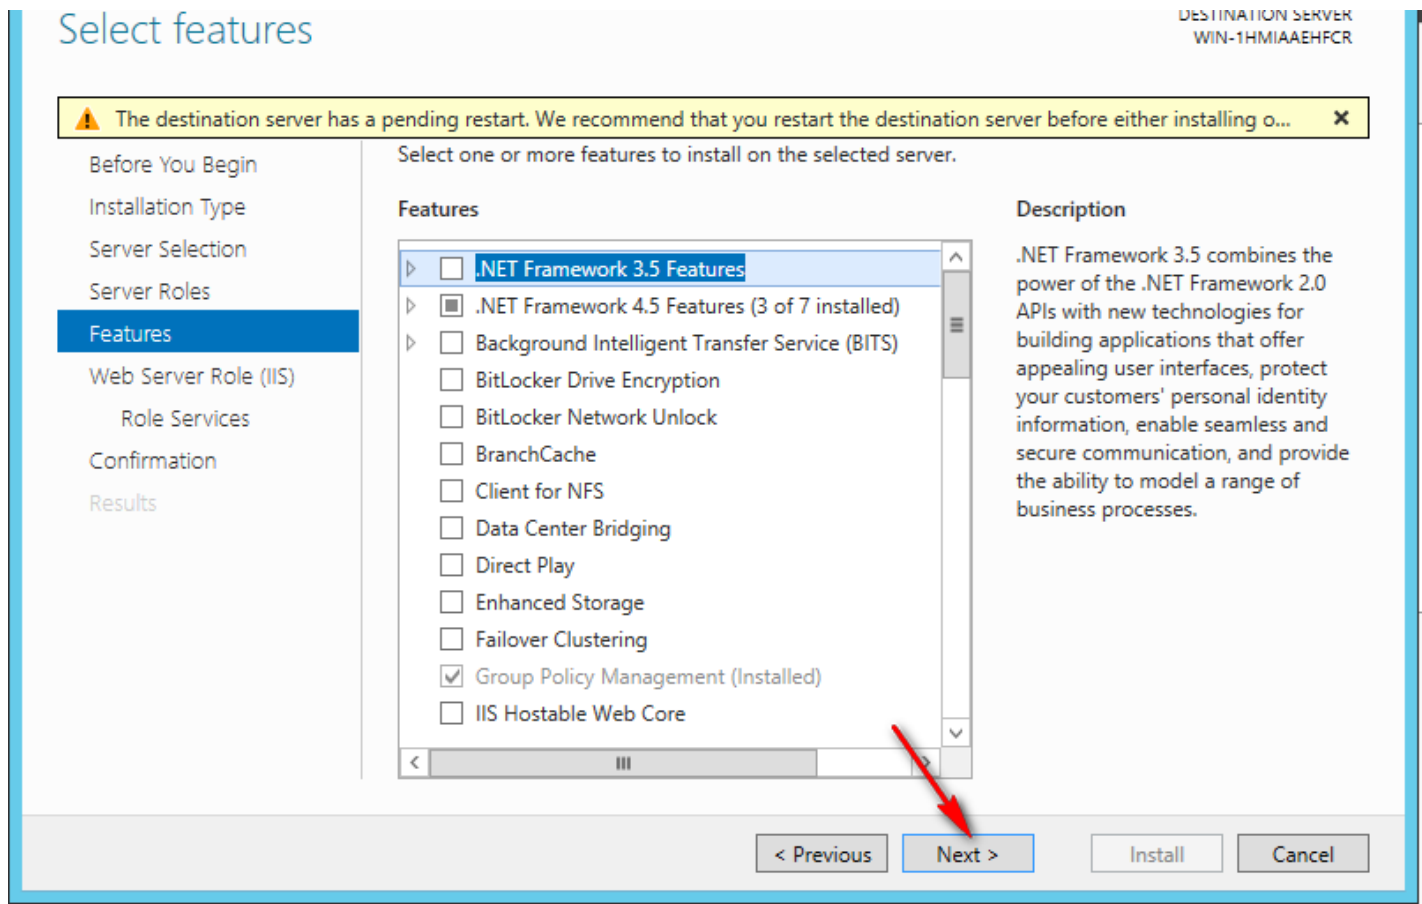 Select features
DESTINATION SERVER
WIN-1HMIAAEHFCR
The destination server has a pending restart. We recommend that you restart the destination server before either installing o...
Before You Begin
Installation Type
Server Selection
Server Roles
Features
Web Server Role (IIS)
Role Services
Confirmation
Results
Select one or more features to install on the selected server.
Features
.NET Framework 3.5 Features
.NET Framework 4.5 Features (3 of 7 installed)
Background Intelligent Transfer Service (BITS)
BitLocker Drive Encryption
BitLocker Network Unlock
BranchCache
Client for NFS
Data Center Bridging
Direct Play
Enhanced Storage
Failover Clustering
Group Policy Management (Installed)
IIS Hostable Web Core
Description
.NET Framework 3.5 combines the
power of the .NET Framework 2.0
APIs with new technologies for
building applications that offer
appealing user interfaces, protect
your customers' personal identity
information, enable seamless and
secure communication, and provide
the ability to model a range of
business processes.
< Previous
Next >
Install
Cancel